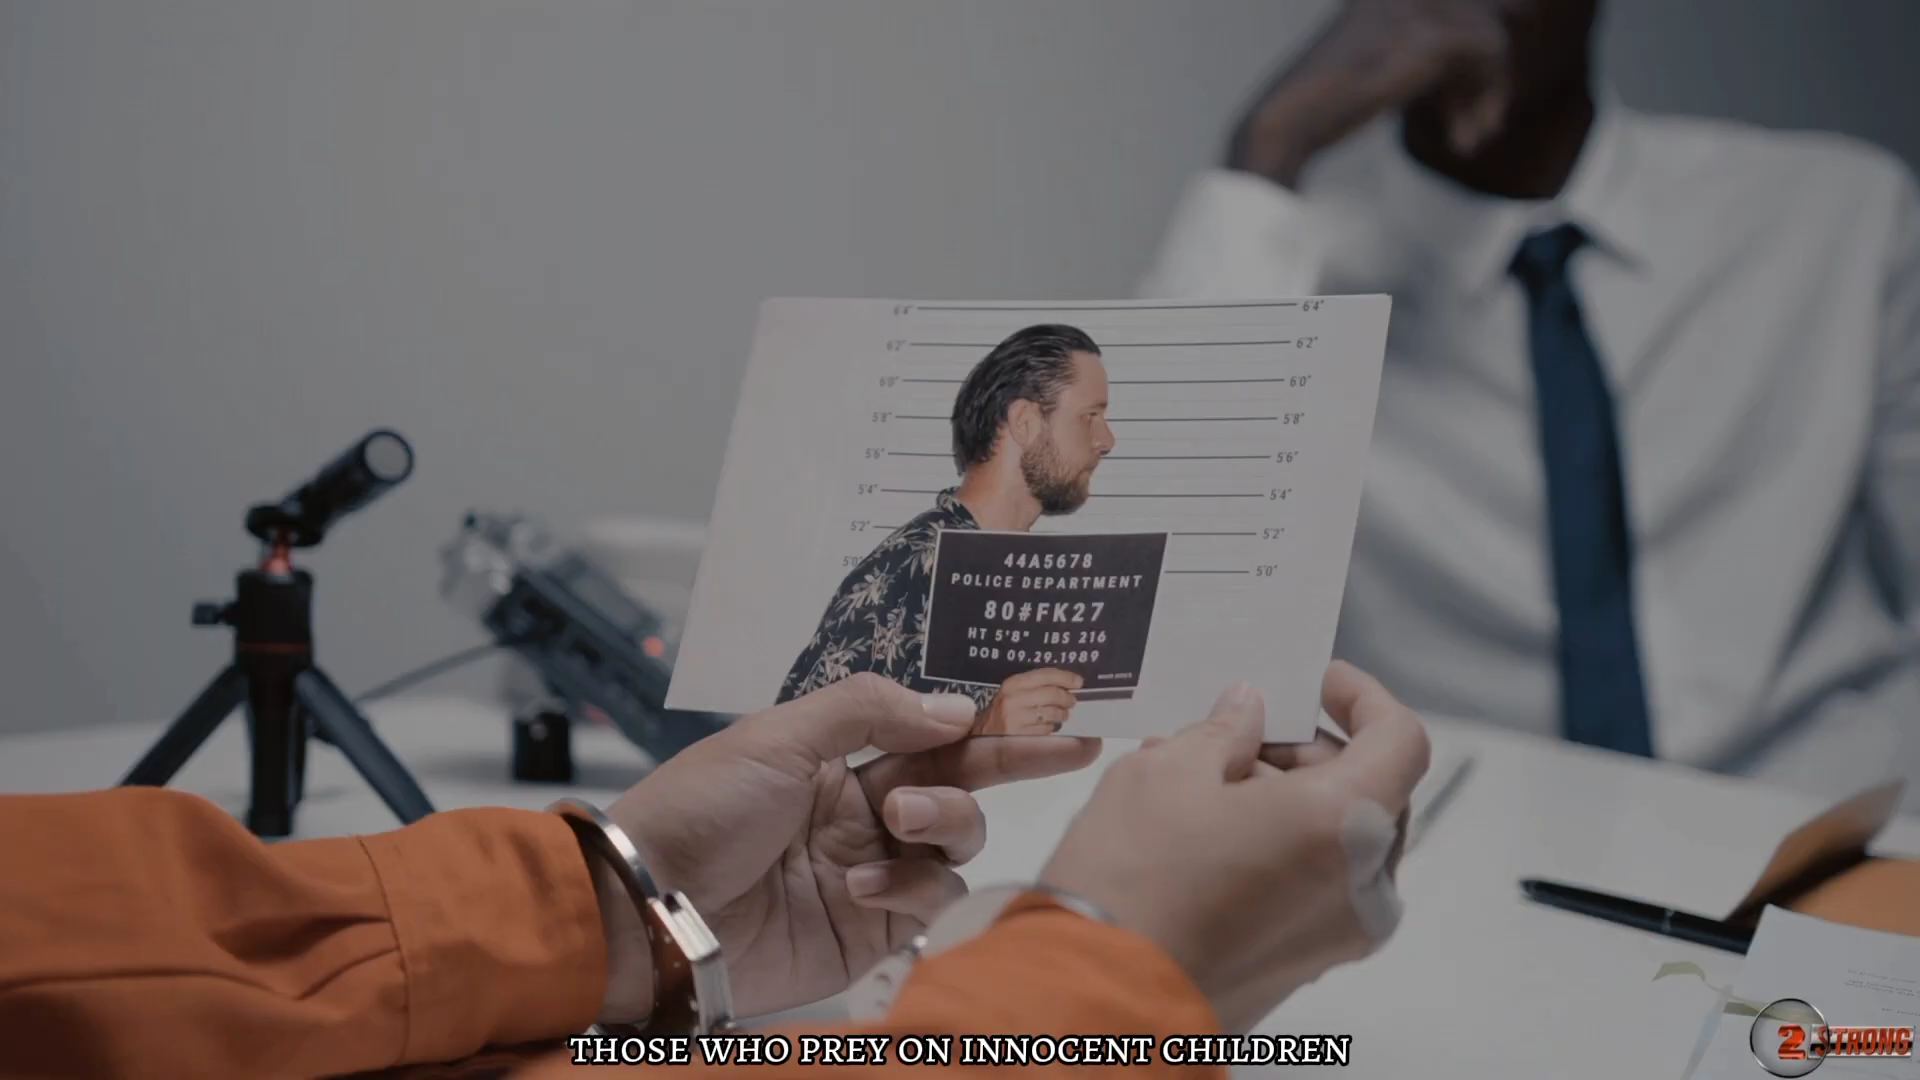 6'4" 6'4"
6'2" 6'2"
6'0" 6'0"
5'8" 5'8"
5'6" 5'6"
5'4" 5'4"
5'2" 5'2"
5'0" 5'0"
44A5678
POLICE DEPARTMENT
80#FK27
HT 5'8" IBS 216
DOB 09.29.1989
THOSE WHO PREY ON INNOCENT CHILDREN
2 STRONG